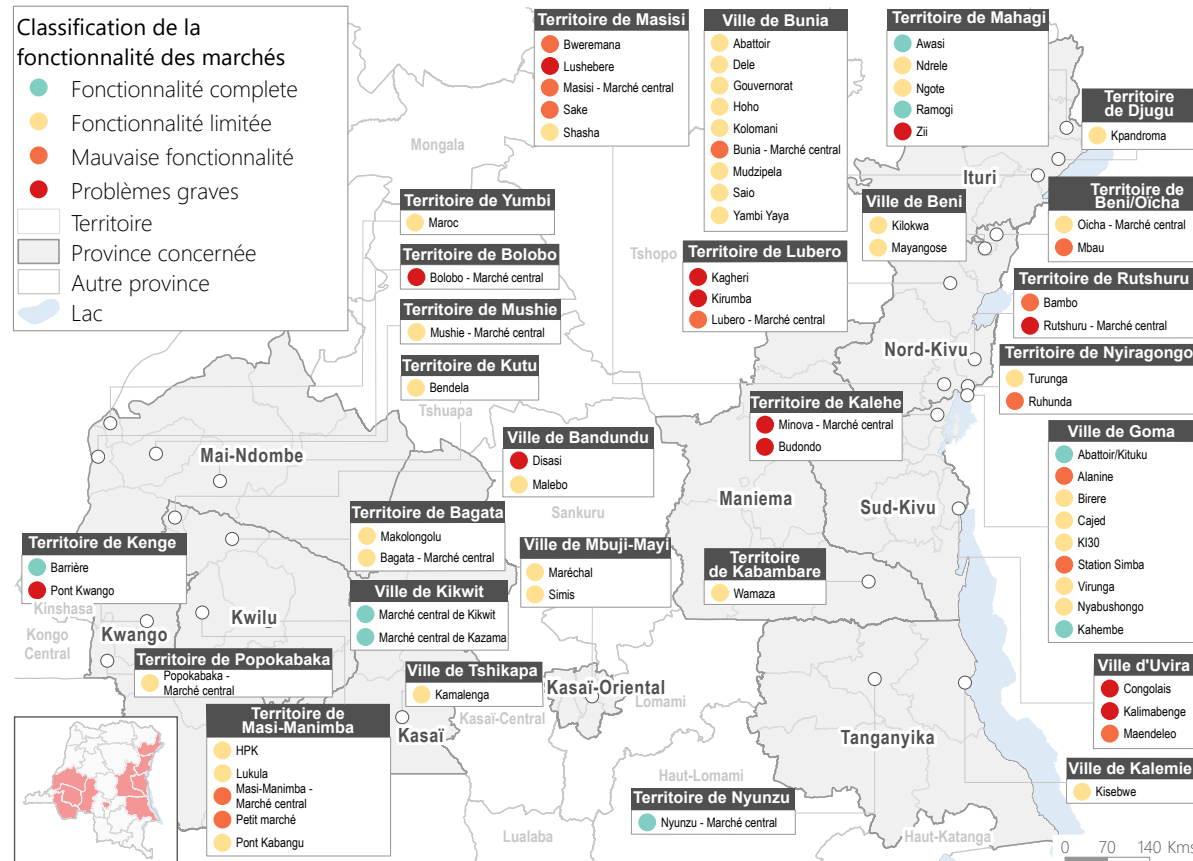 Classification de la
fonctionnalité des marchés
Fonctionnalité complete
Fonctionnalité limitée
Mauvaise fonctionnalité
Problèmes graves
Territoire
Province concernée
Autre province
Lac
Territoire de Masisi
Bweremana
Lushebere
Masisi - Marché central
Sake
Shasha
Ville de Bunia
Abattoir
Dele
Gouvernorat
Hoho
Kolomani
Bunia - Marché central
Mudzipela
Saio
Yambi Yaya
Territoire de Mahagi
Awasi
Ndrele
Ngote
Ramogi
Zii
Territoire
de Djugu
Kpandroma
Mongala
Ituri
Territoire de Yumbi
Maroc
Territoire de Bolobo
Bolobo - Marché central
Territoire de Mushie
Mushie - Marché central
Territoire de Kutu
Bendela
Tshuapa
Tshopo
Ville de Beni
Kilokwa
Mayangose
Territoire de
Beni/Oïcha
Oicha - Marché central
Mbau
Territoire de Lubero
Kagheri
Kirumba
Lubero - Marché central
Territoire de Rutshuru
Bambo
Rutshuru - Marché central
Nord-Kivu
Territoire de Nyiragongo
Turunga
Ruhunda
Territoire de Kalehe
Minova - Marché central
Budondo
Ville de Goma
Abattoir/Kituku
Alanine
Birere
Cajed
KI30
Station Simba
Virunga
Nyabushongo
Kahembe
Mai-Ndombe
Ville de Bandundu
Disasi
Malebo
Sankuru
Maniema
Sud-Kivu
Territoire de Bagata
Makolongolu
Bagata - Marché central
Ville de Mbuji-Mayi
Maréchal
Simis
Territoire
de Kabambare
Wamaza
Territoire de Kenge
Barrière
Pont Kwango
Kinshasa
Kongo
Central
Kwango
Kwilu
Ville de Kikwit
Marché central de Kikwit
Marché central de Kazama
Territoire de Popokabaka
Popokabaka -
Marché central
Ville de Tshikapa
Kamalenga
Kasaï-Central
Kasaï
Kasaï-Oriental
Lomami
Ville d'Uvira
Congolais
Kalimabenge
Maendeleo
Territoire de
Masi-Manimba
HPK
Lukula
Masi-Manimba -
Marché central
Petit marché
Pont Kabangu
Tanganyika
Haut-Lomami
Ville de Kalemie
Kisebwe
Territoire de Nyunzu
Nyunzu - Marché central
Lualaba
Haut-Katanga
0 70 140 Kms